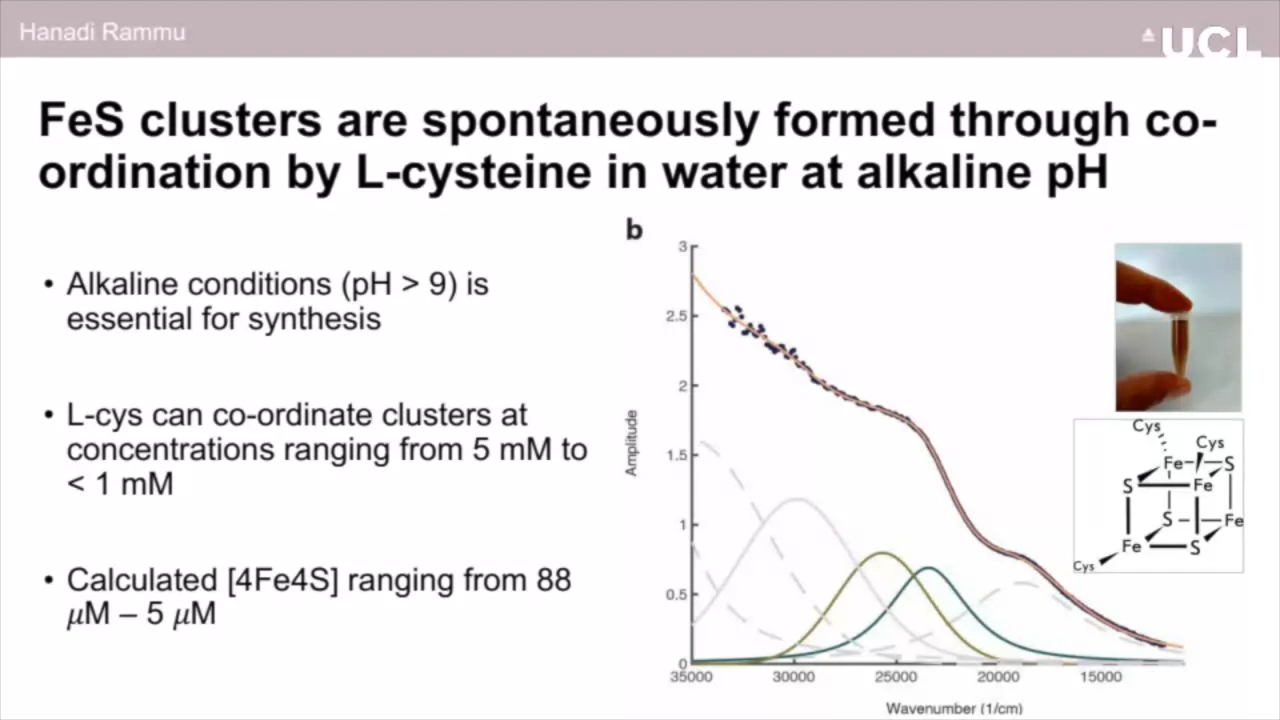 Hanadi Rammu
UCL
FeS clusters are spontaneously formed through co-
ordination by L-cysteine in water at alkaline pH
• Alkaline conditions (pH > 9) is
essential for synthesis
• L-cys can co-ordinate clusters at
concentrations ranging from 5 mM to
< 1 mM
• Calculated [4Fe4S] ranging from 88
𝜇M – 5 𝜇M
b
3
2.5
2
1.5
1
0.5
0
Amplitude
35000 30000 25000 20000 15000
Wavenumber (1/cm)
Cys
Cys
Fe S
S Fe
S Fe
Fe S
Cys